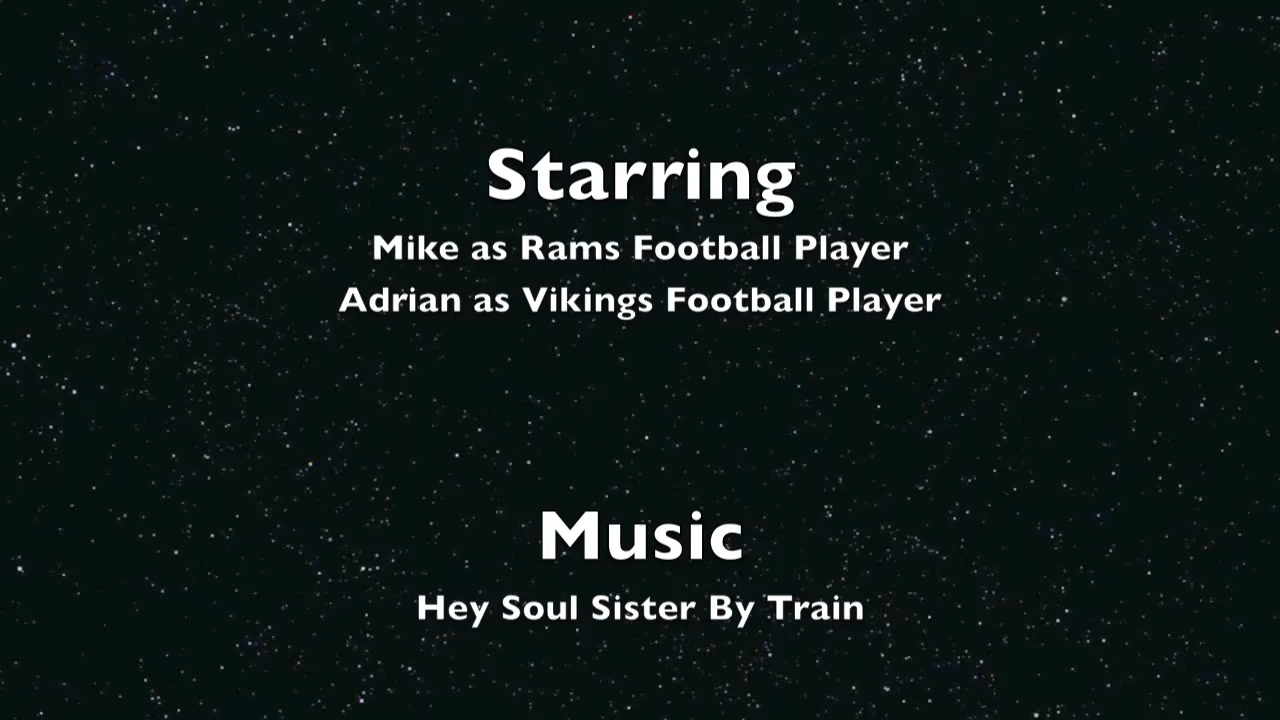 Starring
Mike as Rams Football Player
Adrian as Vikings Football Player
Music
Hey Soul Sister By Train